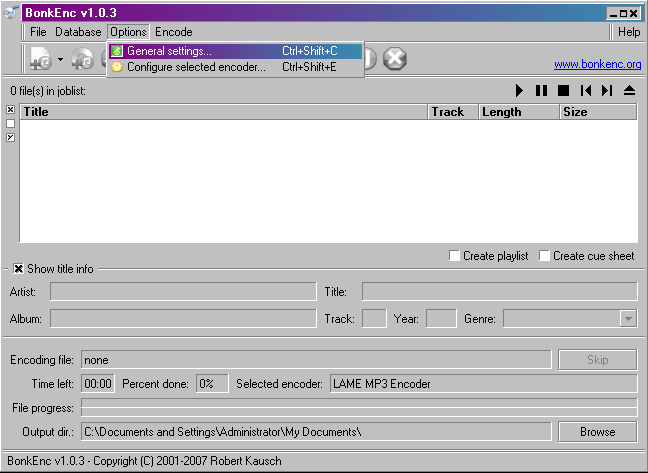 BonkEnc v1.0.3
File Database Options Encode Help
General settings... Ctrl+Shift+C
Configure selected encoder... Ctrl+Shift+E
www.bonkenc.org
0 file(s) in joblist:
Title Track Length Size
Create playlist Create cue sheet
Show title info
Artist: Title:
Album: Track: Year: Genre:
Encoding file: none Skip
Time left: 00:00 Percent done: 0% Selected encoder: LAME MP3 Encoder
File progress:
Output dir.: C:\Documents and Settings\Administrator\My Documents\ Browse
BonkEnc v1.0.3 - Copyright (C) 2001-2007 Robert Kausch